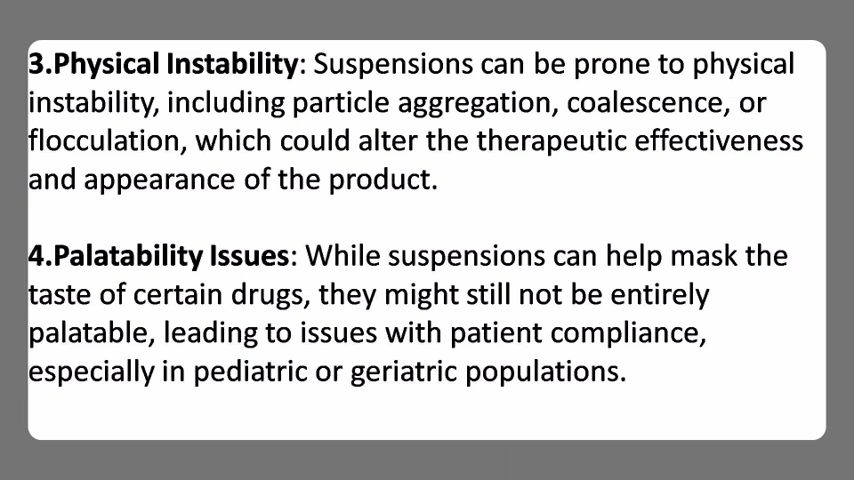 3.Physical Instability: Suspensions can be prone to physical
instability, including particle aggregation, coalescence, or
flocculation, which could alter the therapeutic effectiveness
and appearance of the product.
4.Palatability Issues: While suspensions can help mask the
taste of certain drugs, they might still not be entirely
palatable, leading to issues with patient compliance,
especially in pediatric or geriatric populations.